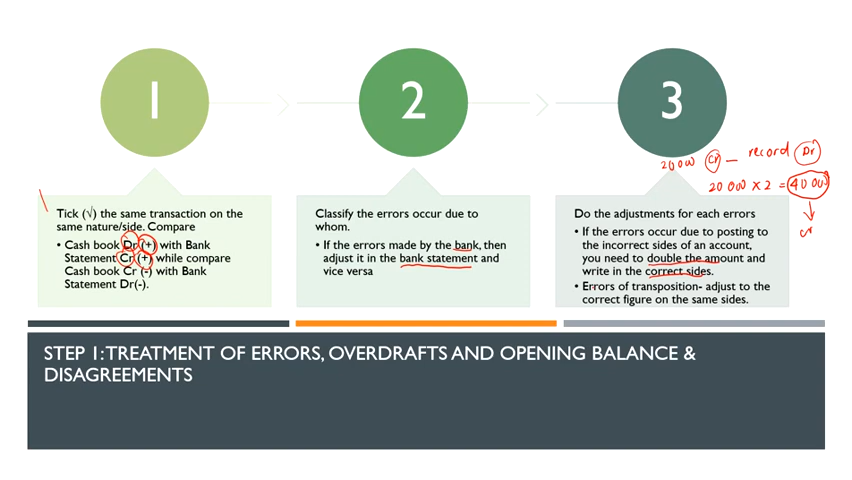 1
2
3
20 000 Cr – record Dr
20 000 x 2 = 40 000
Cr
Tick (√) the same transaction on the
same nature/side. Compare
• Cash book Dr (+) with Bank
Statement Cr (+) while compare
Cash book Cr (-) with Bank
Statement Dr(-).
Classify the errors occur due to
whom.
• If the errors made by the bank, then
adjust it in the bank statement and
vice versa
Do the adjustments for each errors
• If the errors occur due to posting to
the incorrect sides of an account,
you need to double the amount and
write in the correct sides.
• Errors of transposition- adjust to the
correct figure on the same sides.
STEP 1: TREATMENT OF ERRORS, OVERDRAFTS AND OPENING BALANCE &
DISAGREEMENTS